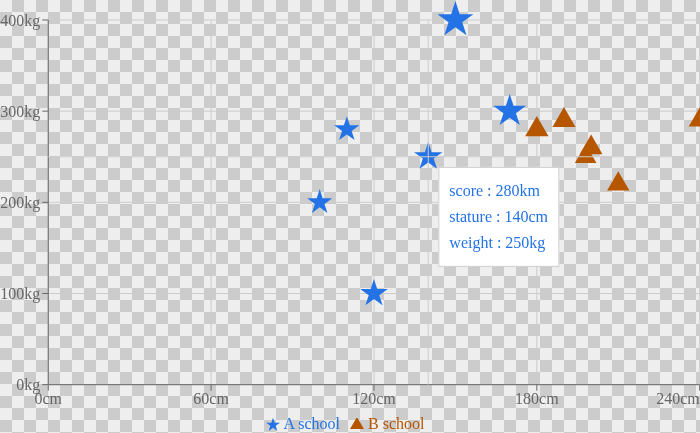 400kg
300kg
200kg
100kg
0kg
score : 280km
stature : 140cm
weight : 250kg
0cm 60cm 120cm 180cm 240cm
A school B school